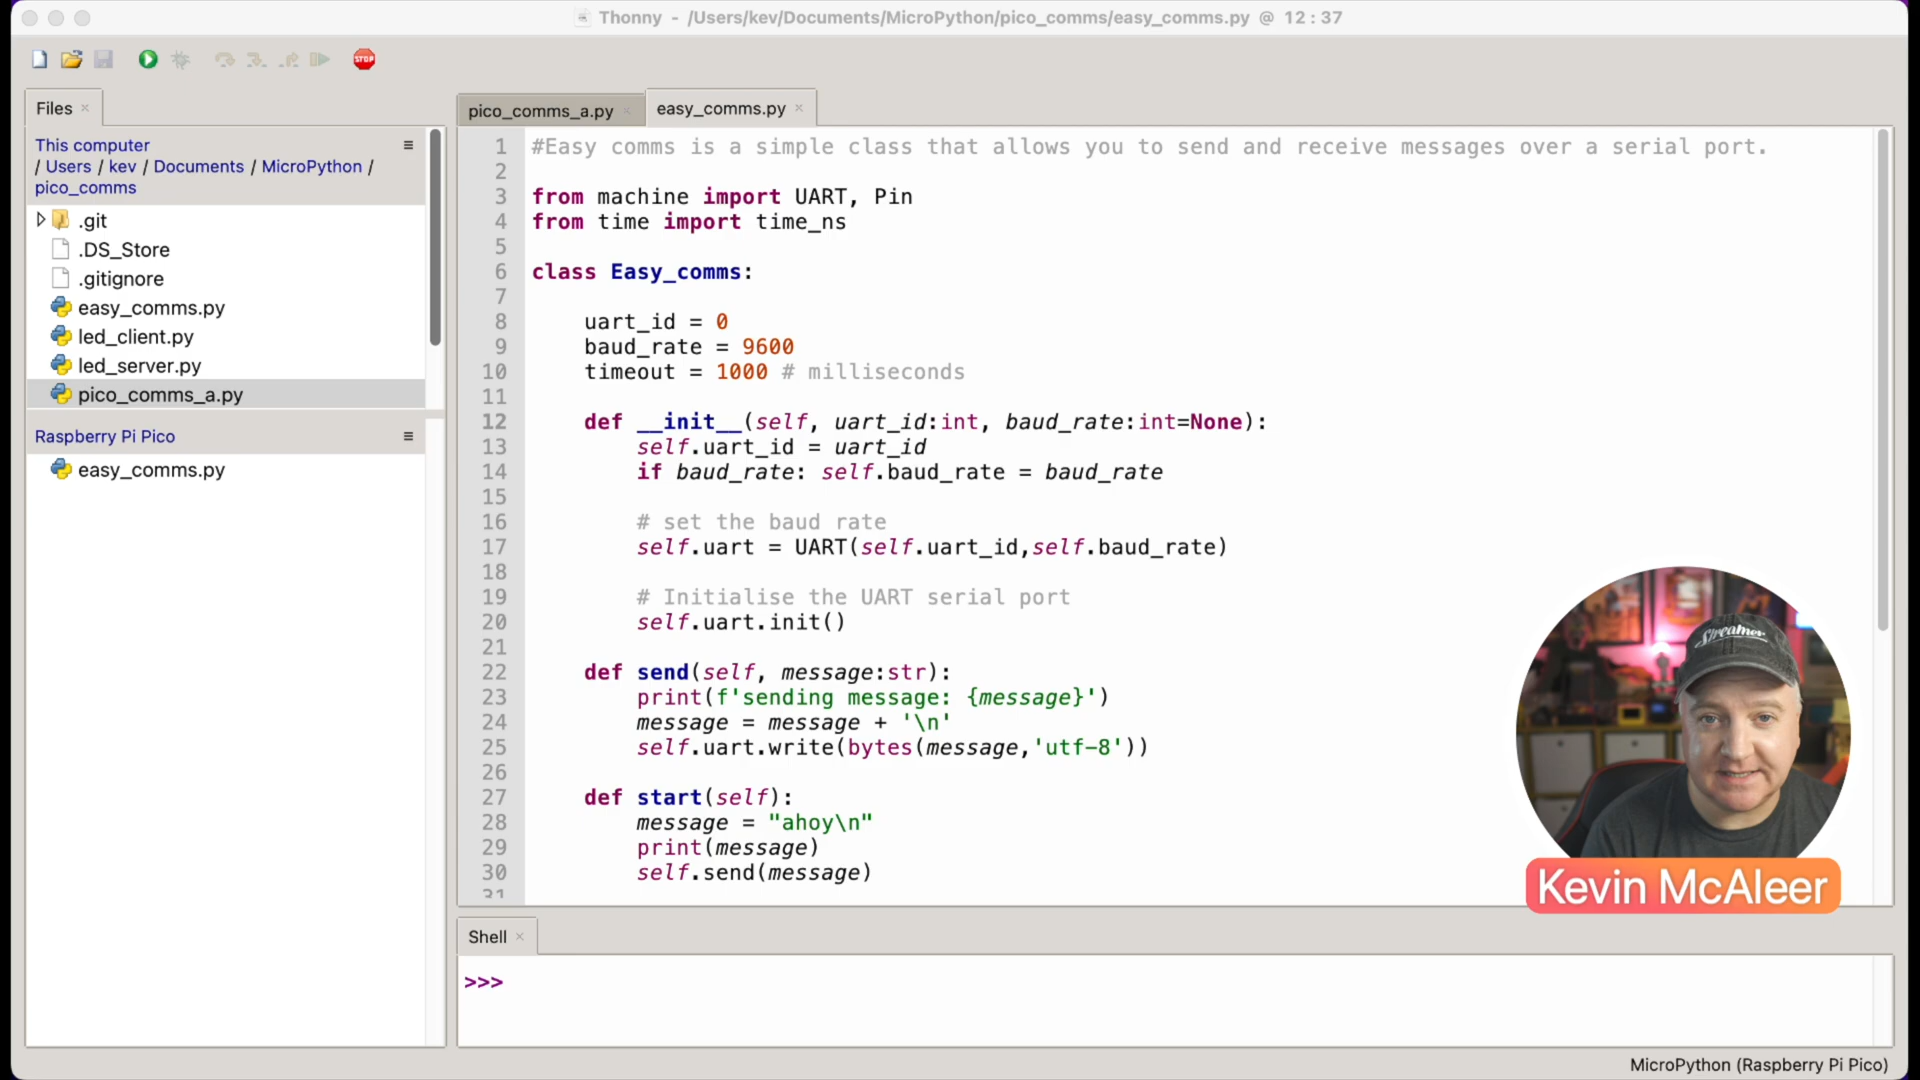 Thonny - /Users/kev/Documents/MicroPython/pico_comms/easy_comms.py @ 12 : 37
STOP
Files ×
This computer
/ Users / kev / Documents / MicroPython /
pico_comms
.git
.DS_Store
.gitignore
easy_comms.py
led_client.py
led_server.py
pico_comms_a.py
Raspberry Pi Pico
easy_comms.py
pico_comms_a.py ×
easy_comms.py ×
1 #Easy comms is a simple class that allows you to send and receive messages over a serial port.
2
3 from machine import UART, Pin
4 from time import time_ns
5
6 class Easy_comms:
7
8     uart_id = 0
9     baud_rate = 9600
10     timeout = 1000 # milliseconds
11
12     def __init__(self, uart_id:int, baud_rate:int=None):
13         self.uart_id = uart_id
14         if baud_rate: self.baud_rate = baud_rate
15
16         # set the baud rate
17         self.uart = UART(self.uart_id,self.baud_rate)
18
19         # Initialise the UART serial port
20         self.uart.init()
21
22     def send(self, message:str):
23         print(f'sending message: {message}')
24         message = message + '\n'
25         self.uart.write(bytes(message,'utf-8'))
26
27     def start(self):
28         message = "ahoy\n"
29         print(message)
30         self.send(message)
31
Streamer
Kevin McAleer
Shell ×
>>>
MicroPython (Raspberry Pi Pico)